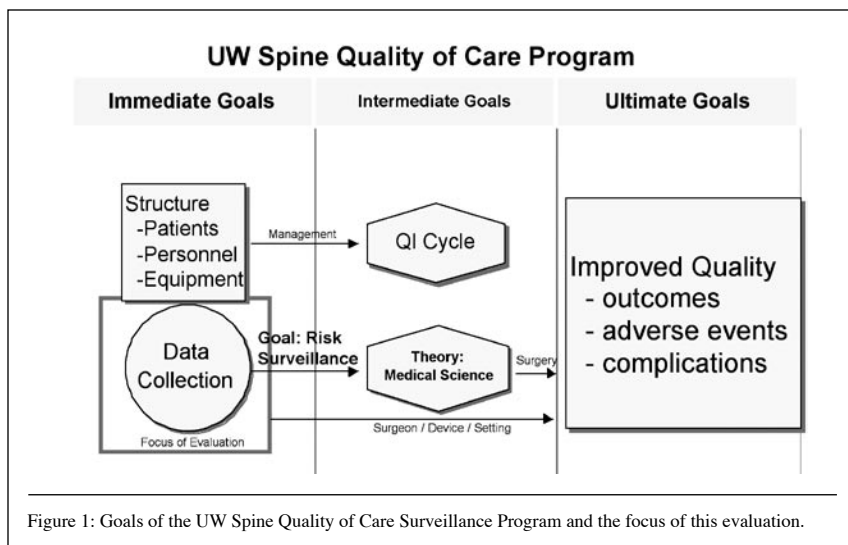 UW Spine Quality of Care Program
Immediate Goals
Intermediate Goals
Ultimate Goals
Structure
-Patients
-Personnel
-Equipment
Management
QI Cycle
Data
Collection
Focus of Evaluation
Goal: Risk
Surveillance
Theory:
Medical Science
Surgery
Surgeon / Device / Setting
Improved Quality
- outcomes
- adverse events
- complications
Figure 1: Goals of the UW Spine Quality of Care Surveillance Program and the focus of this evaluation.